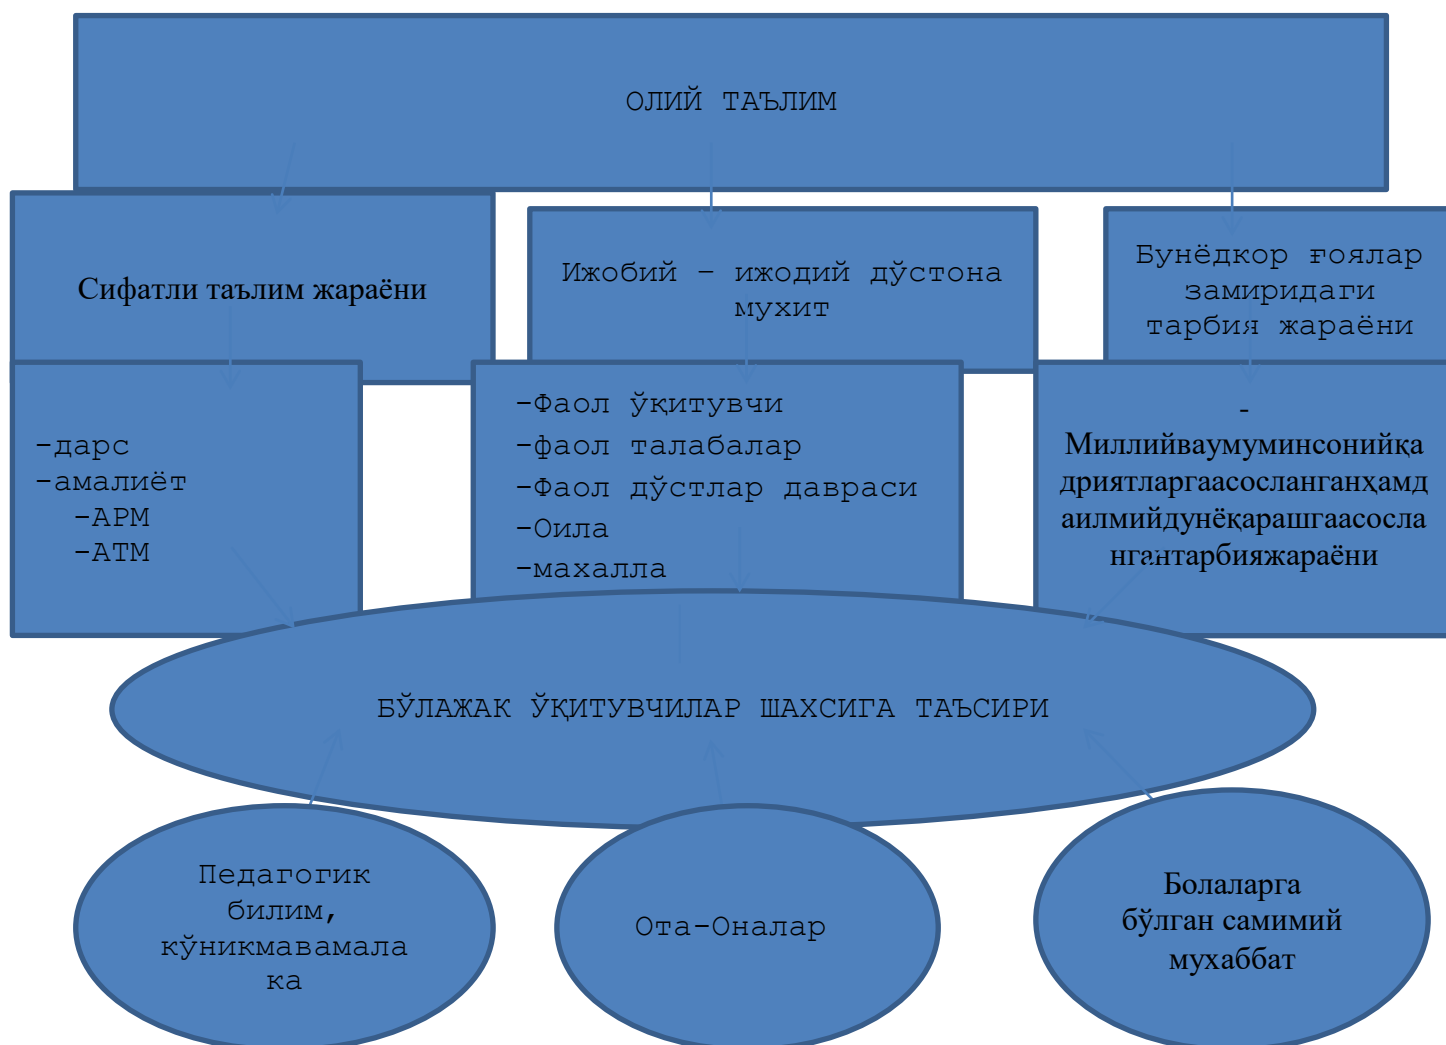 ОЛИЙ ТАЪЛИМ
Сифатли таълим жараёни
Ижобий – ижодий дўстона
мухит
Бунёдкор ғоялар
замиридаги
тарбия жараёни
-дарс
-амалиёт
-АРМ
-АТМ
-Фаол ўқитувчи
-фаол талабалар
-Фаол дўстлар давраси
-Оила
-махалла
-
Миллийваумуминсонийқа
дриятларгаасосланганҳамд
аилмийдунёқарашгаасосла
нгантарбияжараёни
БЎЛАЖАК ЎҚИТУВЧИЛАР ШАХСИГА ТАЪСИРИ
Педагогик
билим,
кўникмавамала
ка
Ота-Оналар
Болаларга
бўлган самимий
мухаббат